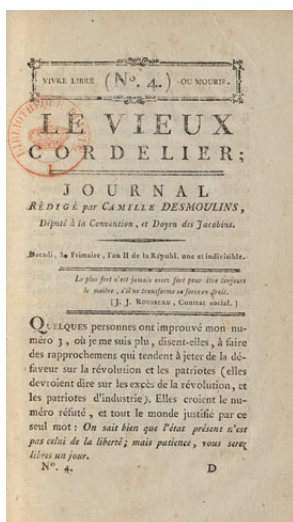 VIVRE LIBRE (Nº. 4.) OU MOURIR.
LE VIEUX
CORDELIER;
JOURNAL
RÉDIGÉ par CAMILLE DESMOULINS,
Député à la Convention, et Doyen des Jacobins.
Décadi, 30 Frimaire, l'an II de la Républ. une et indivisible.
Le plus fort n'est jamais assez fort pour être toujours
le maître, s'il ne transforme sa force en droit.
( J. J. ROUSSEAU, Contrat social. )
QUELQUES personnes ont improuvé mon nu-
méro 3, où je me suis plu, disent-elles, à faire
des rapprochemens qui tendent à jeter de la dé-
faveur sur la révolution et les patriotes (elles
devroient dire sur les excès de la révolution, et
les patriotes d'industrie). Elles croient le nu-
méro réfuté, et tout le monde justifié par ce
seul mot : On sait bien que l'état présent n'est
pas celui de la liberté; mais patience, vous serez
libres un jour.
Nº. 4. D